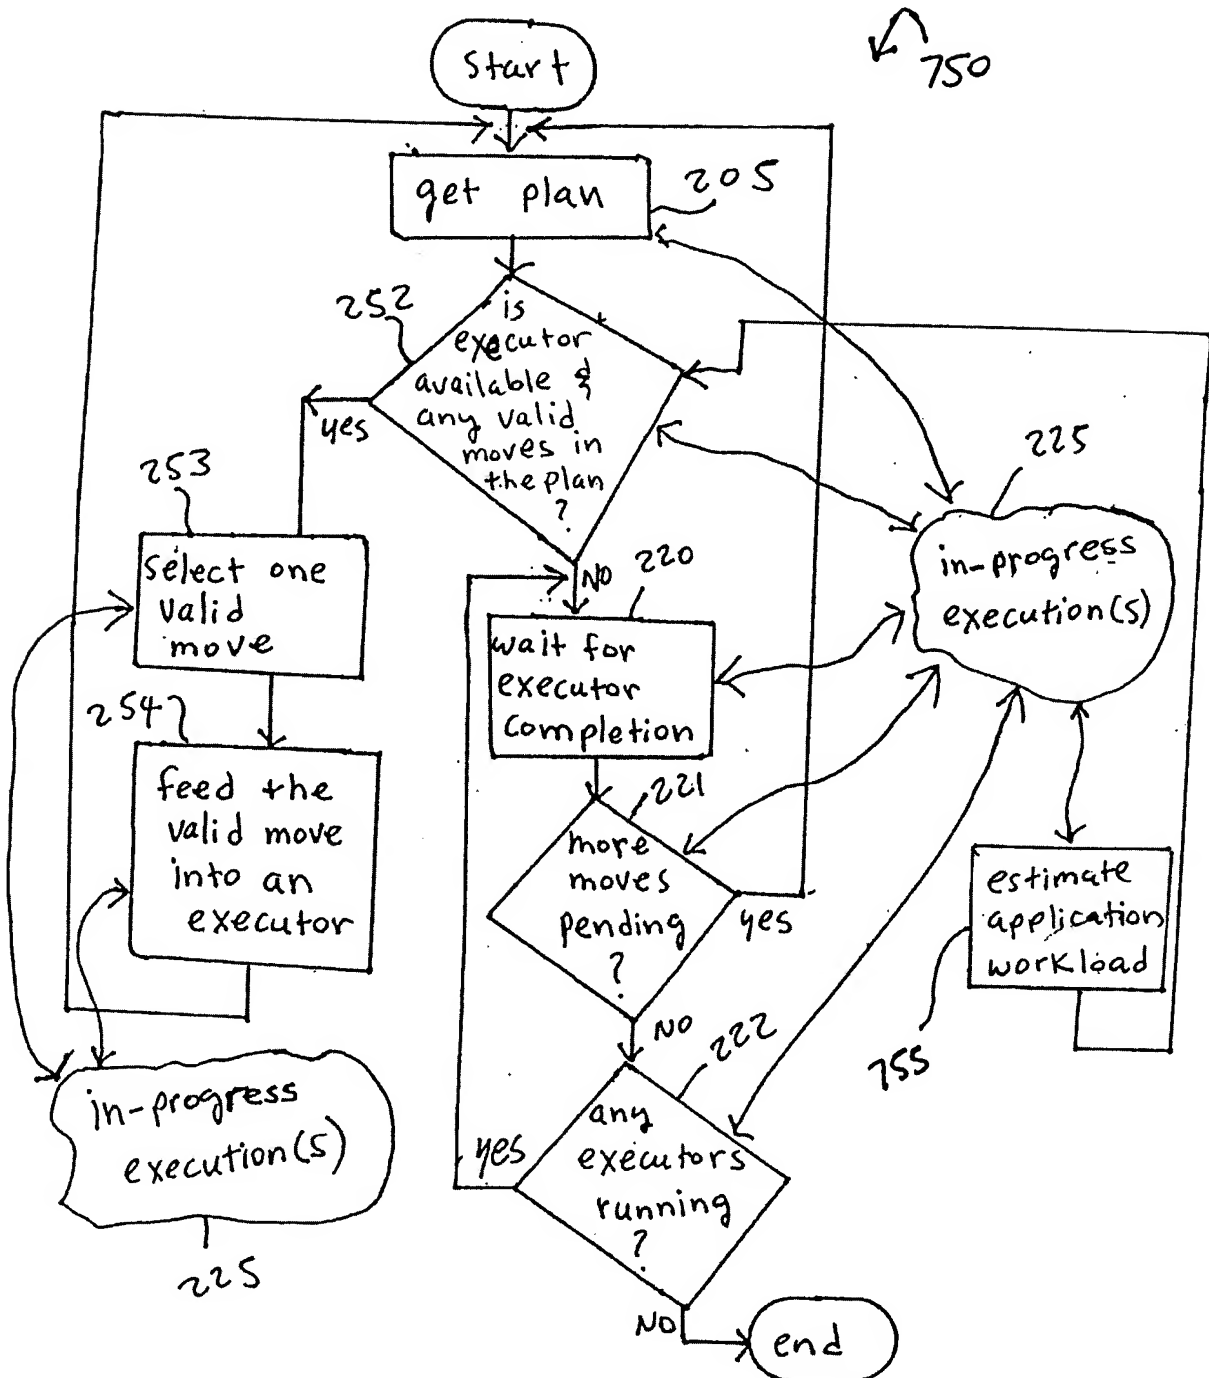 start
750
get plan
205
252
is
executor
available &
any valid
moves in
the plan
?
yes
NO
253
select one
valid
move
254
feed the
valid move
into an
executor
in-progress
execution(s)
225
220
wait for
executor
completion
221
more
moves
pending
?
yes
NO
222
any
executors
running
?
yes
NO
end
225
in-progress
execution(s)
estimate
application
workload
755